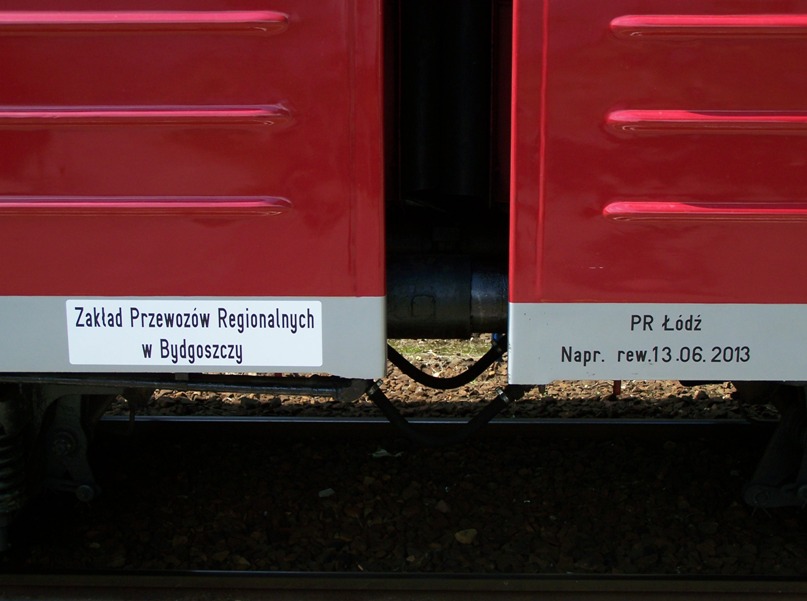 Zakład Przewozów Regionalnych
w Bydgoszczy
PR Łódź
Napr. rew.13.06.2013